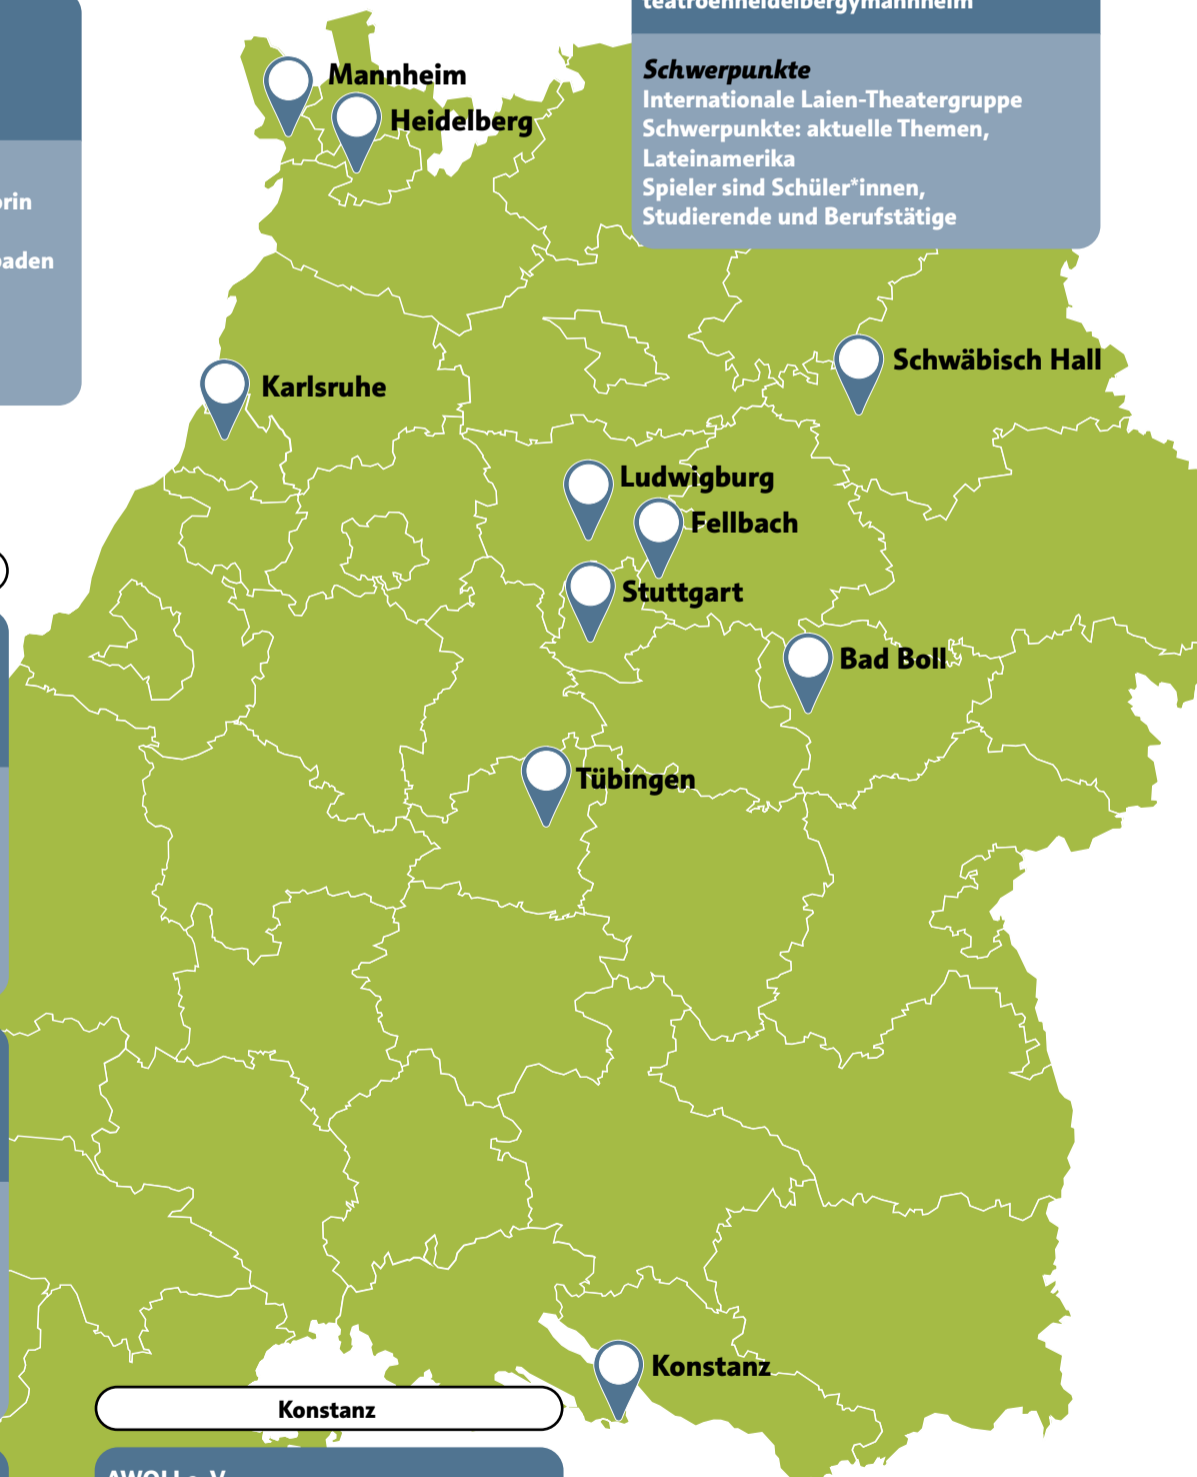 teatroenheidelbergymannheim
Schwerpunkte
Internationale Laien-Theatergruppe
Schwerpunkte: aktuelle Themen,
Lateinamerika
Spieler sind Schüler*innen,
Studierende und Berufstätige
Mannheim
Heidelberg
Schwäbisch Hall
Karlsruhe
Ludwigburg
Fellbach
Stuttgart
Bad Boll
Tübingen
Konstanz
Konstanz